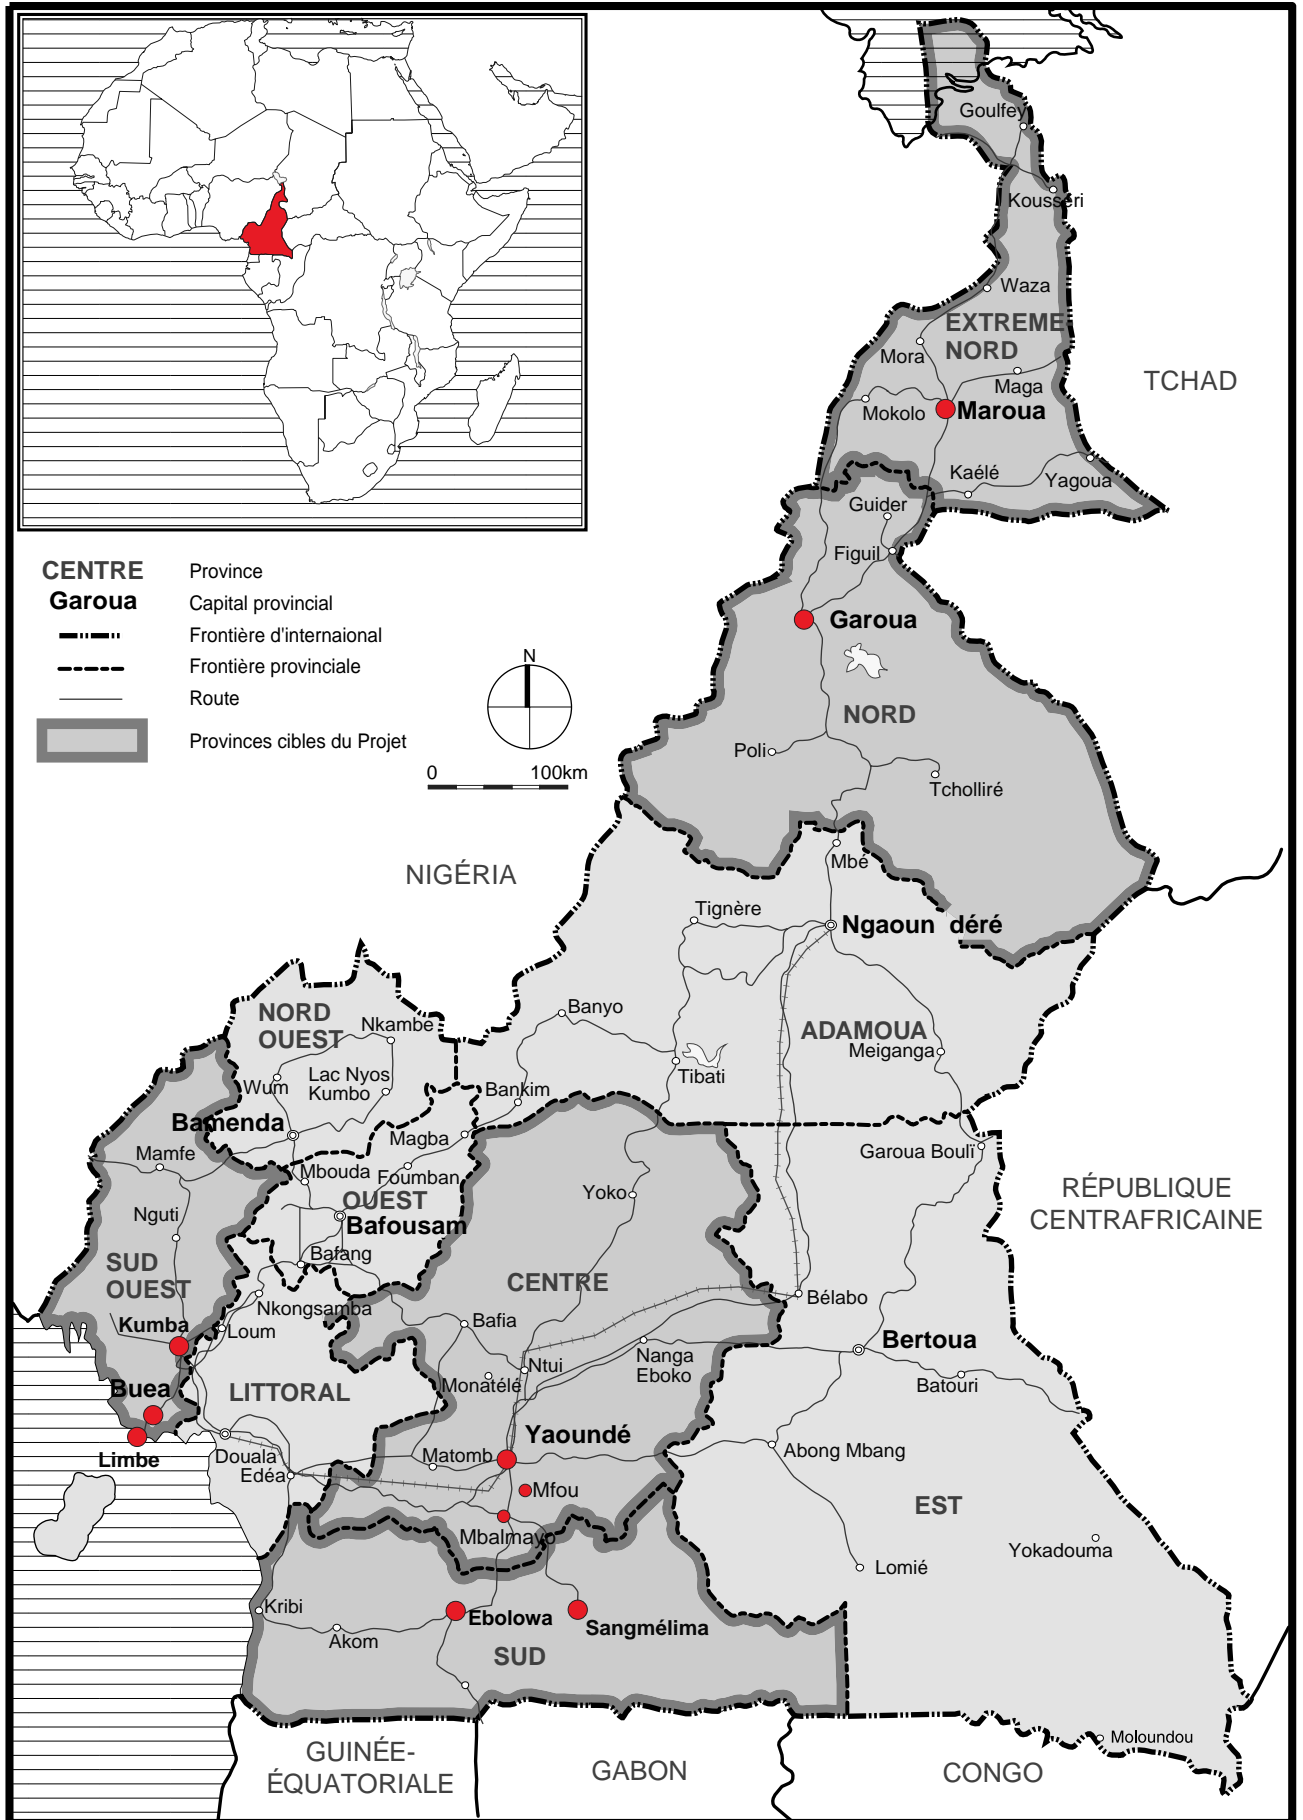 Goulfey
Kousséri
Waza
EXTREME
NORD
Mora
Maga
TCHAD
Mokolo
Maroua
Kaélé
Yagoua
Guider
Figuil
CENTRE
Province
Garoua
Capital provincial
Frontière d'internaional
Frontière provinciale
Route
Provinces cibles du Projet
N
0
100km
Garoua
NORD
Poli
Tcholliré
Mbé
NIGÉRIA
Tignère
Ngaoun déré
NORD
OUEST
Nkambe
Banyo
ADAMOUA
Meiganga
Wum
Lac Nyos
Kumbo
Tibati
Bankim
Bamenda
Magba
Mamfe
Garoua Bouliï
Mbouda
Foumban
Yoko
OUEST
Bafousam
RÉPUBLIQUE
CENTRAFRICAINE
Nguti
SUD
OUEST
Bafang
CENTRE
Nkongsamba
Bélabo
Kumba
Loum
Bafia
Bertoua
Nanga
Eboko
Ntui
Monatélé
Batouri
Buea
LITTORAL
Yaoundé
Limbe
Douala
Edéa
Matomb
Abong Mbang
Mfou
EST
Mbalmayo
Yokadouma
Lomié
Kribi
Ebolowa
Sangmélima
Akom
SUD
Moloundou
GUINÉE-
ÉQUATORIALE
GABON
CONGO